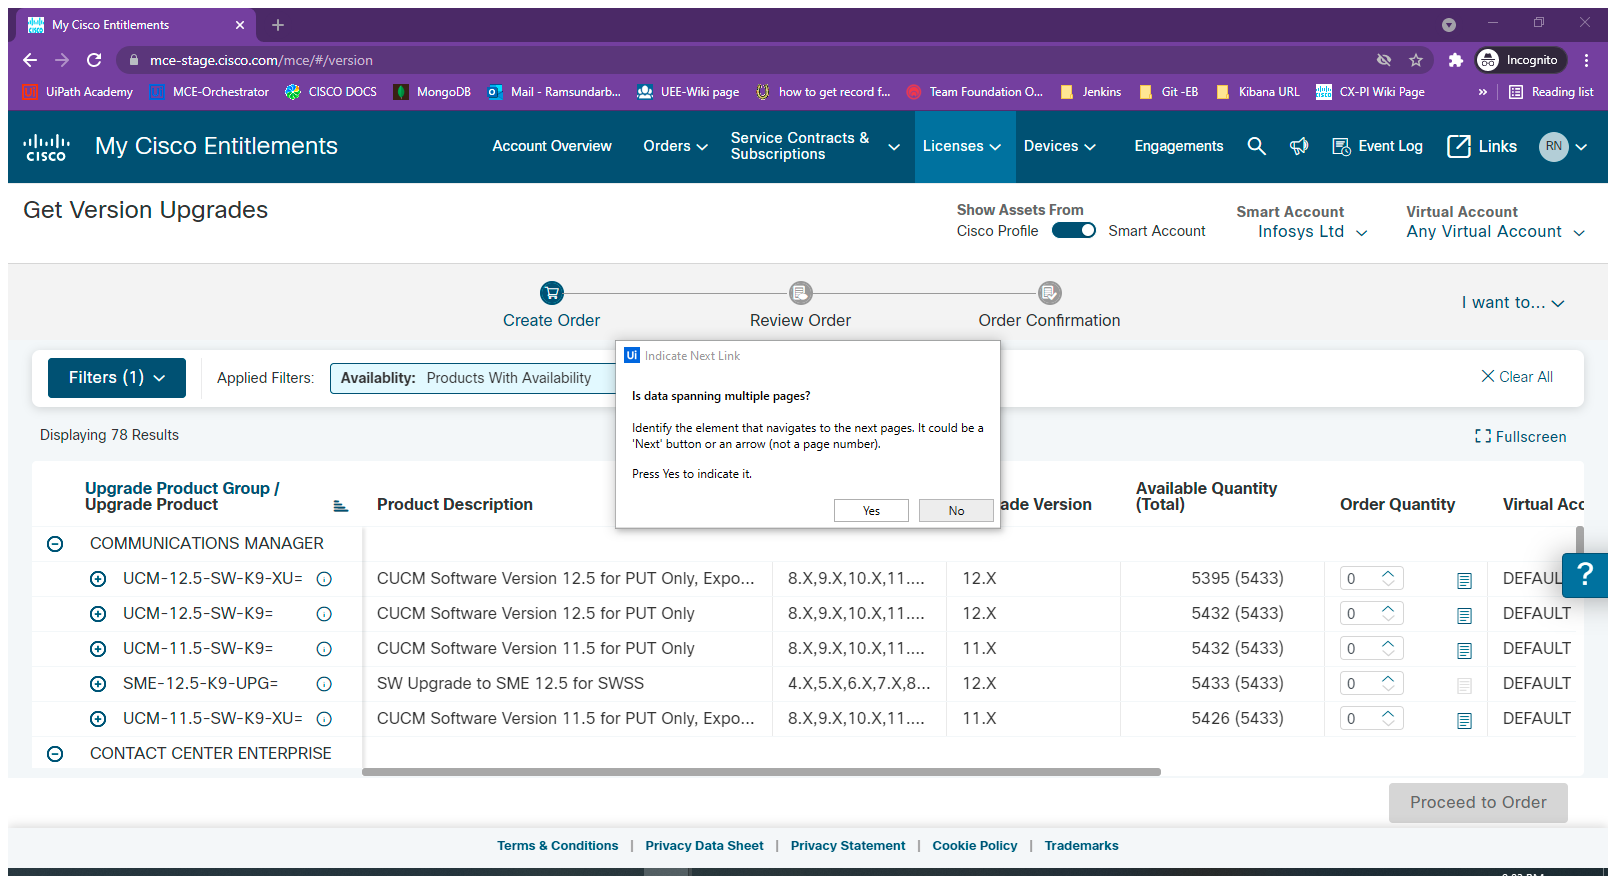 My Cisco Entitlements
mce-stage.cisco.com/mce/#/version
Incognito
UiPath Academy
MCE-Orchestrator
CISCO DOCS
MongoDB
Mail - Ramsundarb...
UEE-Wiki page
how to get record f...
Team Foundation O...
Jenkins
Git -EB
Kibana URL
CX-PI Wiki Page
»
Reading list
CISCO
My Cisco Entitlements
Account Overview
Orders
Service Contracts &
Subscriptions
Licenses
Devices
Engagements
Event Log
Links
RN
Get Version Upgrades
Show Assets From
Cisco Profile
Smart Account
Smart Account
Infosys Ltd
Virtual Account
Any Virtual Account
Create Order
Review Order
Order Confirmation
I want to...
Filters (1)
Applied Filters:
Availablity: Products With Availability
Clear All
Ui Indicate Next Link
Is data spanning multiple pages?
Identify the element that navigates to the next pages. It could be a
'Next' button or an arrow (not a page number).
Press Yes to indicate it.
Yes
No
Displaying 78 Results
Fullscreen
Upgrade Product Group /
Upgrade Product
Product Description
ade Version
Available Quantity
(Total)
Order Quantity
Virtual Acc
COMMUNICATIONS MANAGER
UCM-12.5-SW-K9-XU= CUCM Software Version 12.5 for PUT Only, Expo... 8.X,9.X,10.X,11.... 12.X 5395 (5433) 0 DEFAUL
?
UCM-12.5-SW-K9= CUCM Software Version 12.5 for PUT Only 8.X,9.X,10.X,11.... 12.X 5432 (5433) 0 DEFAULT
UCM-11.5-SW-K9= CUCM Software Version 11.5 for PUT Only 8.X,9.X,10.X,11.... 11.X 5432 (5433) 0 DEFAULT
SME-12.5-K9-UPG= SW Upgrade to SME 12.5 for SWSS 4.X,5.X,6.X,7.X,8... 12.X 5433 (5433) 0 DEFAULT
UCM-11.5-SW-K9-XU= CUCM Software Version 11.5 for PUT Only, Expo... 8.X,9.X,10.X,11.... 11.X 5426 (5433) 0 DEFAULT
CONTACT CENTER ENTERPRISE
Proceed to Order
Terms & Conditions | Privacy Data Sheet | Privacy Statement | Cookie Policy | Trademarks